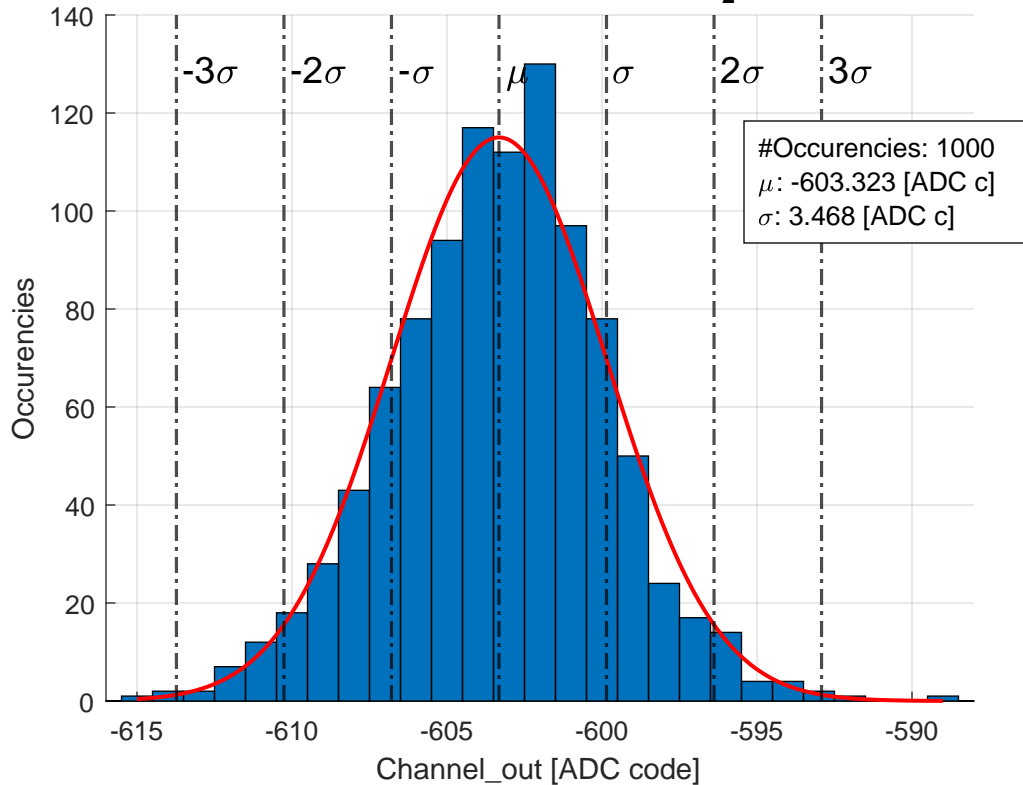 2
140
120
100
80
60
40
20
0
-3σ -2σ -σ μ σ 2σ 3σ
#Occurencies: 1000
μ: -603.323 [ADC c]
σ: 3.468 [ADC c]
Occurencies
-615 -610 -605 -600 -595 -590
Channel_out [ADC code]